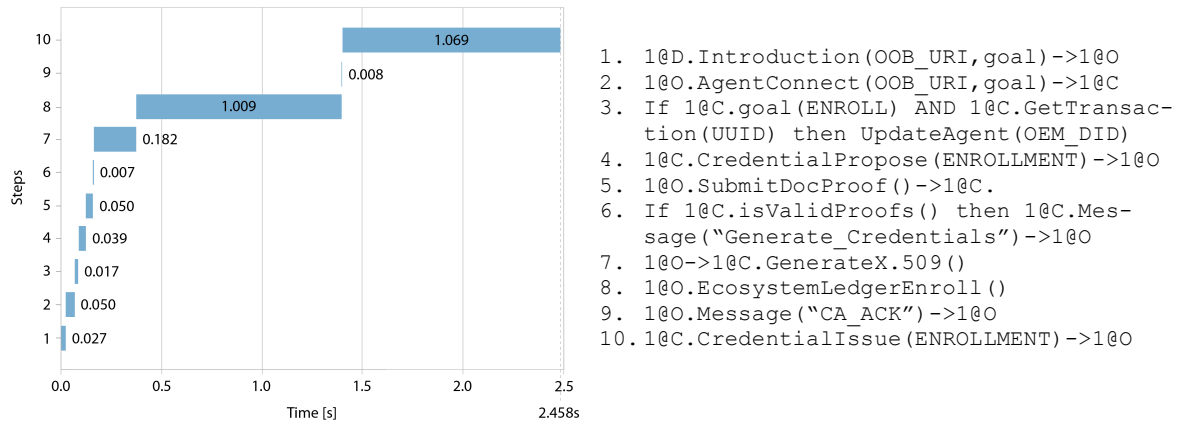 10
1.069
9
0.008
8
1.009
7
0.182
6
0.007
5
0.050
4
0.039
3
0.017
2
0.050
1
0.027
Steps
0.0 0.5 1.0 1.5 2.0 2.5
Time [s]
2.458s
1. 1@D.Introduction(OOB_URI,goal)->1@O
2. 1@O.AgentConnect(OOB_URI,goal)->1@C
3. If 1@C.goal(ENROLL) AND 1@C.GetTransac-
tion(UUID) then UpdateAgent(OEM_DID)
4. 1@C.CredentialPropose(ENROLLMENT)->1@O
5. 1@O.SubmitDocProof()->1@C.
6. If 1@C.isValidProofs() then 1@C.Mes-
sage(“Generate_Credentials”)->1@O
7. 1@O->1@C.GenerateX.509()
8. 1@O.EcosystemLedgerEnroll()
9. 1@O.Message(“CA_ACK”)->1@O
10. 1@C.CredentialIssue(ENROLLMENT)->1@O